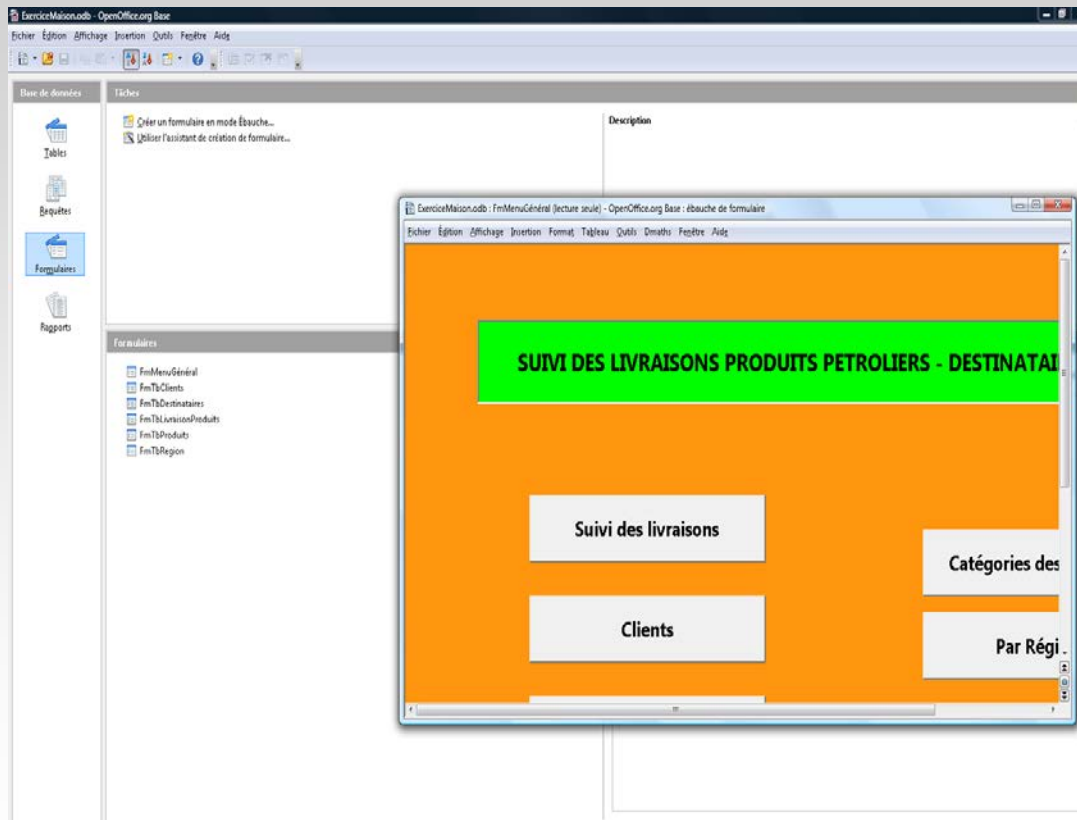 ExerciceMaison.odb - OpenOffice.org Base
Fichier Édition Affichage Insertion Outils Fenêtre Aide
Base de données
Tables
Requêtes
Formulaires
Rapports
Tâches
Créer un formulaire en mode Ébauche...
Utiliser l'assistant de création de formulaire...
Description
Formulaires
FmMenuGénéral
FmTbClients
FmTbDestinataires
FmTbLivraisonProduits
FmTbProduits
FmTbRegion
ExerciceMaison.odb : FmMenuGénéral (lecture seule) - OpenOffice.org Base : ébauche de formulaire
Fichier Édition Affichage Insertion Format Tableau Outils Dmaths Fenêtre Aide
SUIVI DES LIVRAISONS PRODUITS PETROLIERS - DESTINATAI
Suivi des livraisons
Clients
Catégories des
Par Régi